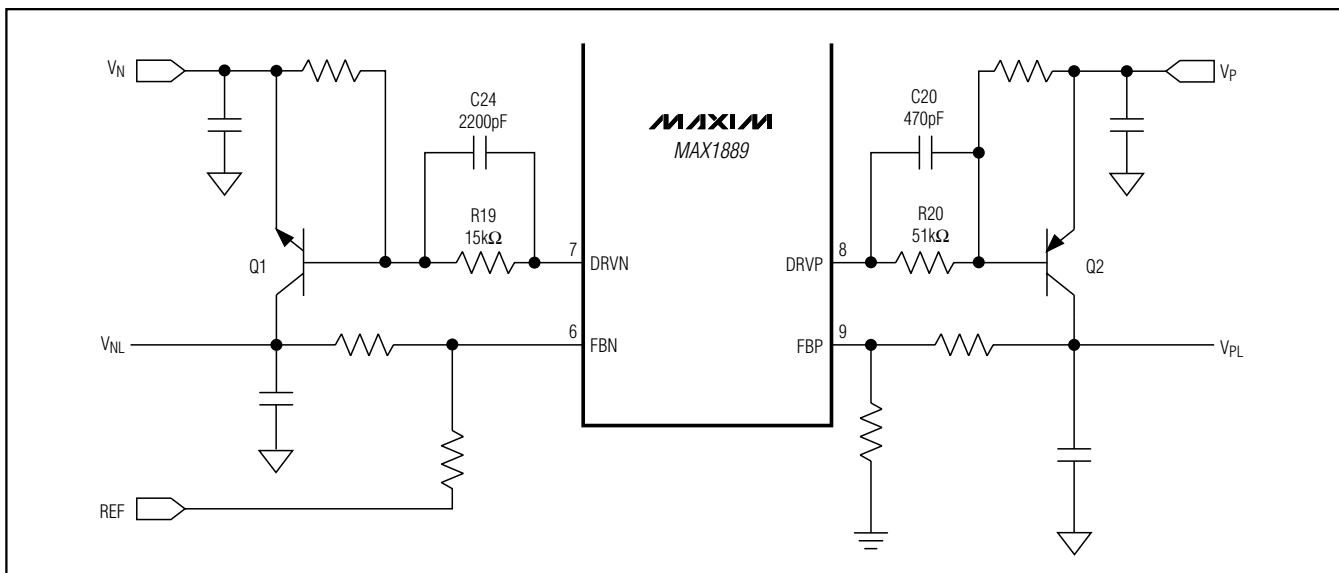 V_N
C24
2200pF
MAXIM
MAX1889
C20
470pF
V_P
R19
15kΩ
R20
51kΩ
Q1
7
DRVN
DRVP
8
Q2
V_NL
6
FBN
FBP
9
V_PL
REF